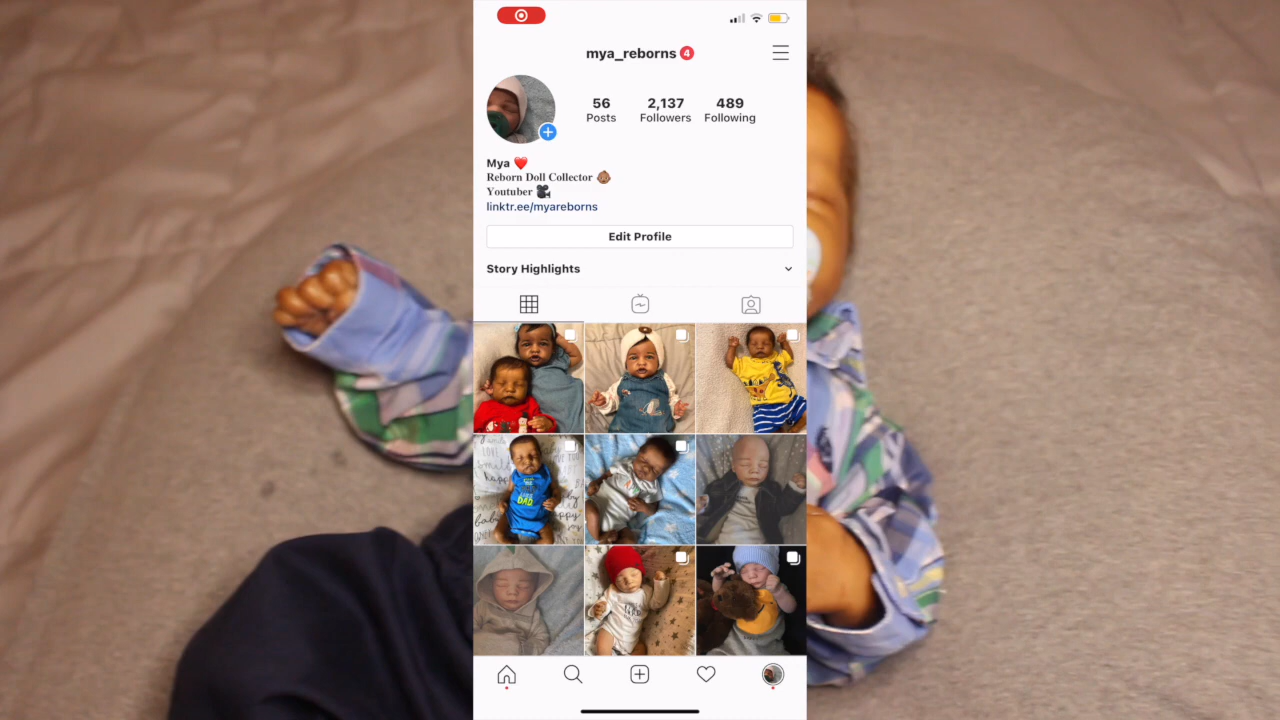 mya_reborns 4
56 2,137 489
Posts Followers Following
Mya ❤️
Reborn Doll Collector 👶🏽
Youtuber 🎥
linktr.ee/myareborns
Edit Profile
Story Highlights
DAD